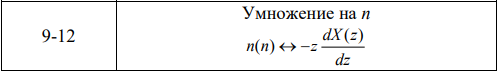 9-12
Умножение на n
n(n) ↔ −z dX(z)/dz